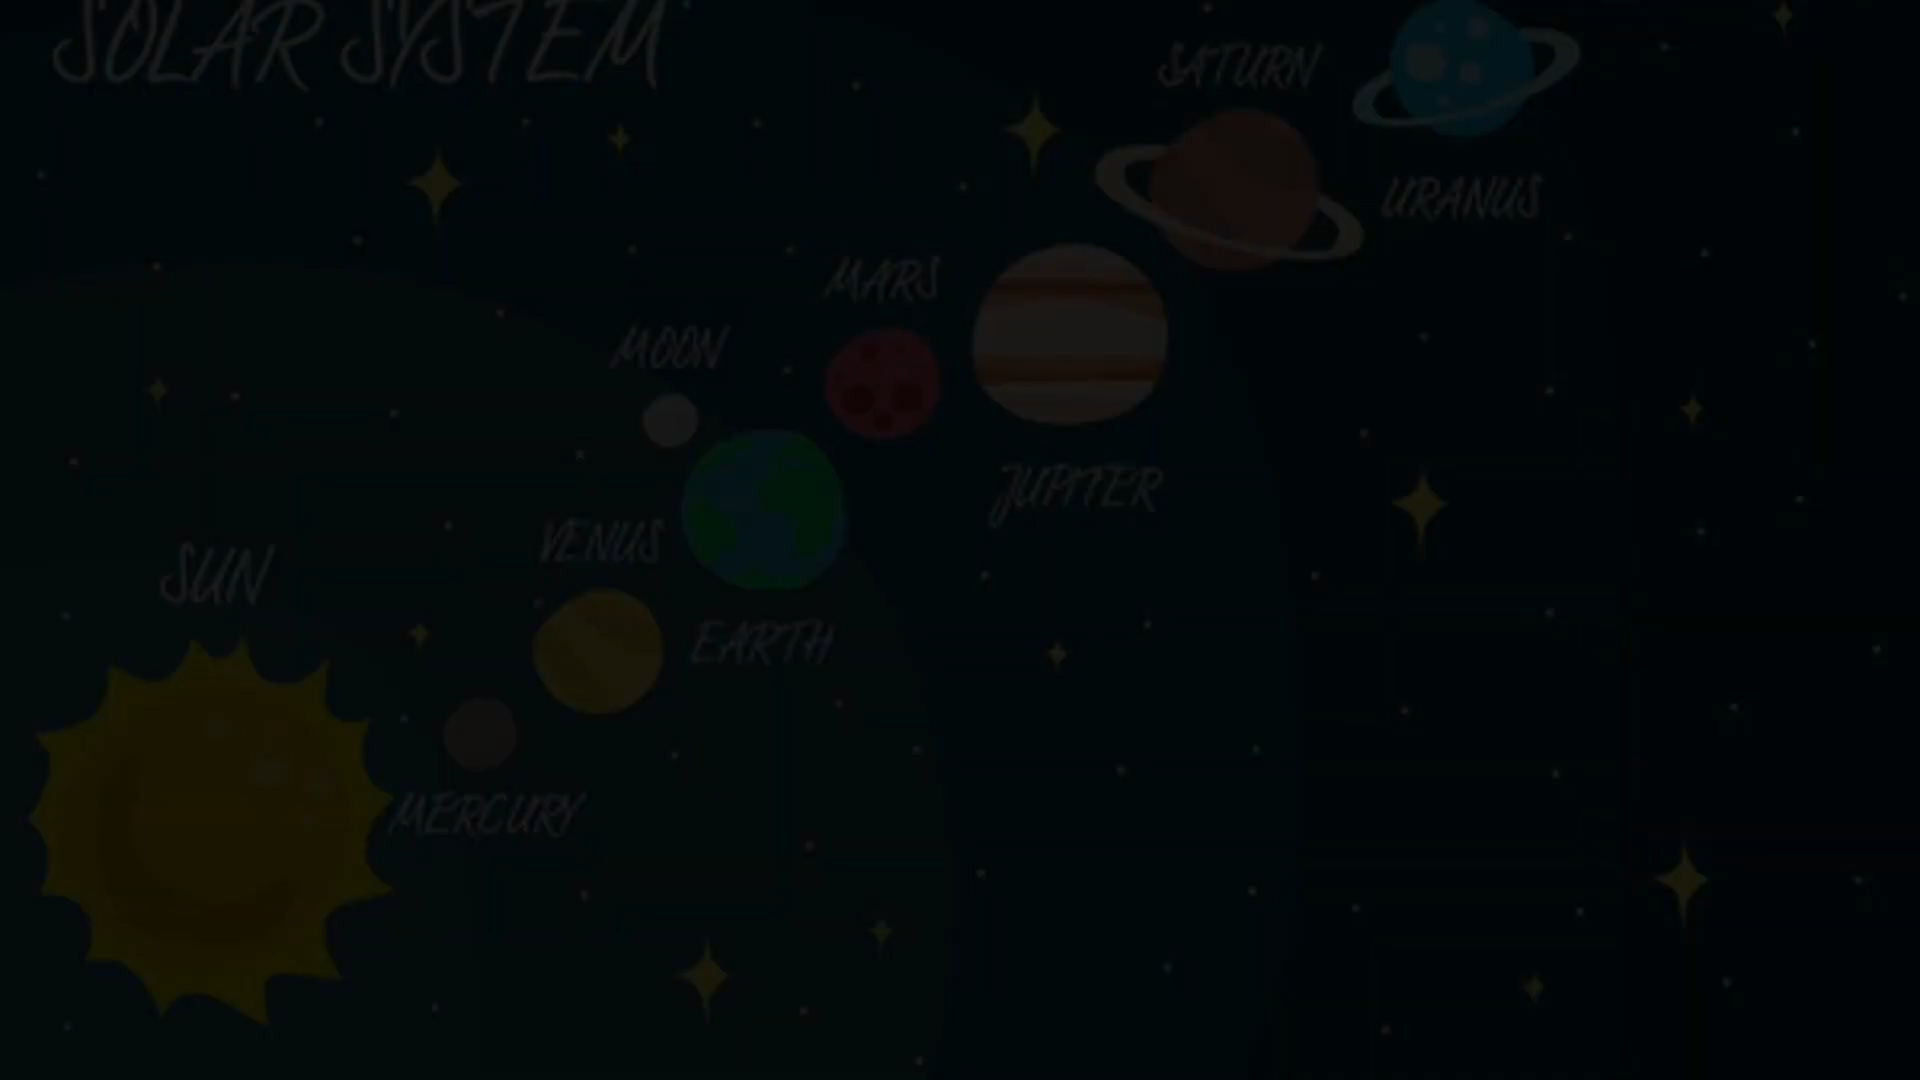 SOLAR SYSTEM
SATURN
URANUS
MARS
MOON
JUPITER
VENUS
SUN
EARTH
MERCURY